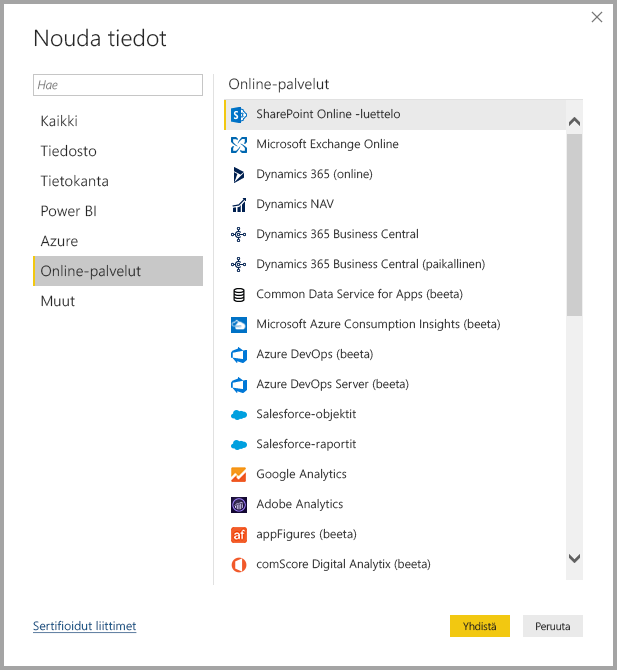 Nouda tiedot
Hae
Kaikki
Tiedosto
Tietokanta
Power BI
Azure
Online-palvelut
Muut
Online-palvelut
SharePoint Online -luettelo
Microsoft Exchange Online
Dynamics 365 (online)
Dynamics NAV
Dynamics 365 Business Central
Dynamics 365 Business Central (paikallinen)
Common Data Service for Apps (beeta)
Microsoft Azure Consumption Insights (beeta)
Azure DevOps (beeta)
Azure DevOps Server (beeta)
Salesforce-objektit
Salesforce-raportit
Google Analytics
Adobe Analytics
af appFigures (beeta)
comScore Digital Analytix (beeta)
Sertifioidut liittimet
Yhdistä
Peruuta